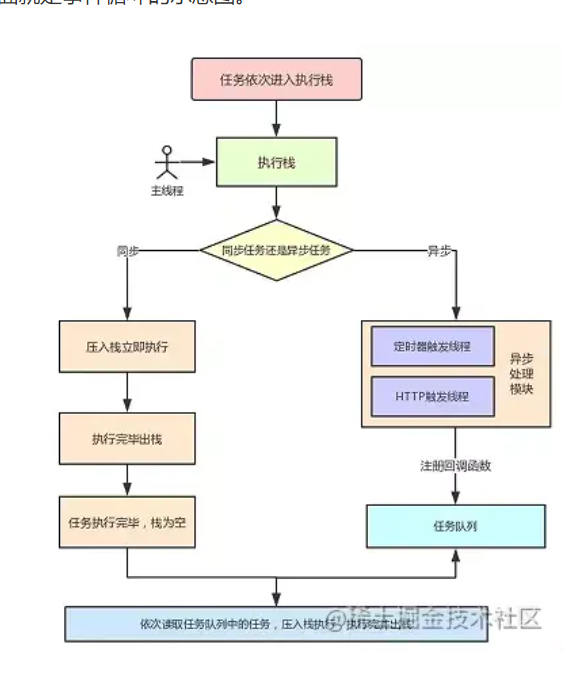 任务依次进入执行栈
执行栈
主线程
同步任务还是异步任务
同步
异步
压入栈立即执行
定时器触发线程
HTTP触发线程
异步
处理
模块
执行完毕出栈
注册回调函数
任务执行完毕，栈为空
任务队列
依次读取任务队列中的任务，压入栈执行，执行完并出栈
@稀土掘金技术社区